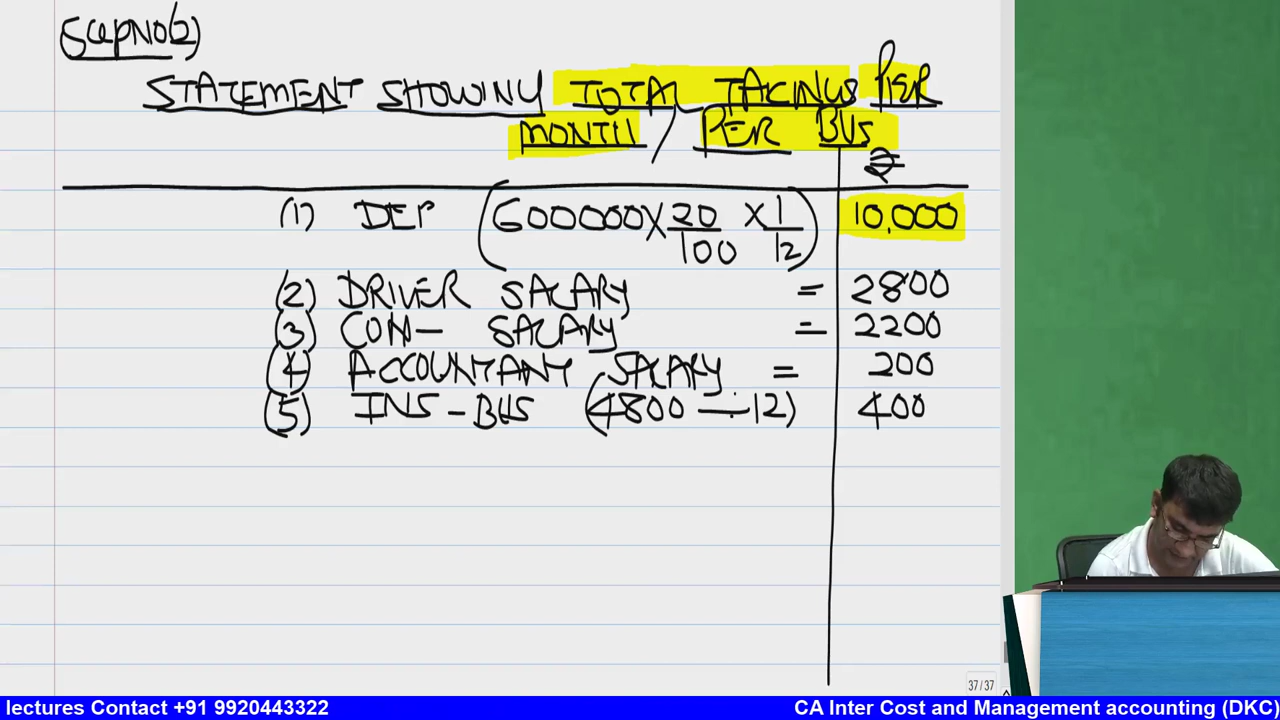 STEP NO(2)
STATEMENT SHOWING TOTAL TAKINGS PER
MONTH / PER BUS
₹
(1) DEP (600000 × 20/100 × 1/12) 10,000
(2) DRIVER SALARY = 2800
(3) CON- SALARY = 2200
(4) ACCOUNTANT SALARY = 200
(5) INS-BUS (4800 ÷ 12) 400
37/37
lectures Contact +91 9920443322 CA Inter Cost and Management accounting (DKC)